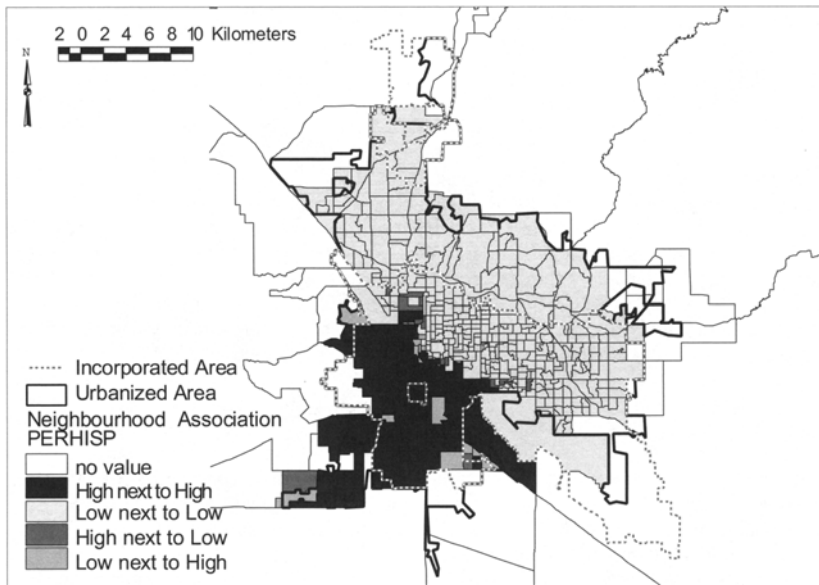 2 0 2 4 6 8 10 Kilometers
N
Incorporated Area
Urbanized Area
Neighbourhood Association
PERHISP
no value
High next to High
Low next to Low
High next to Low
Low next to High